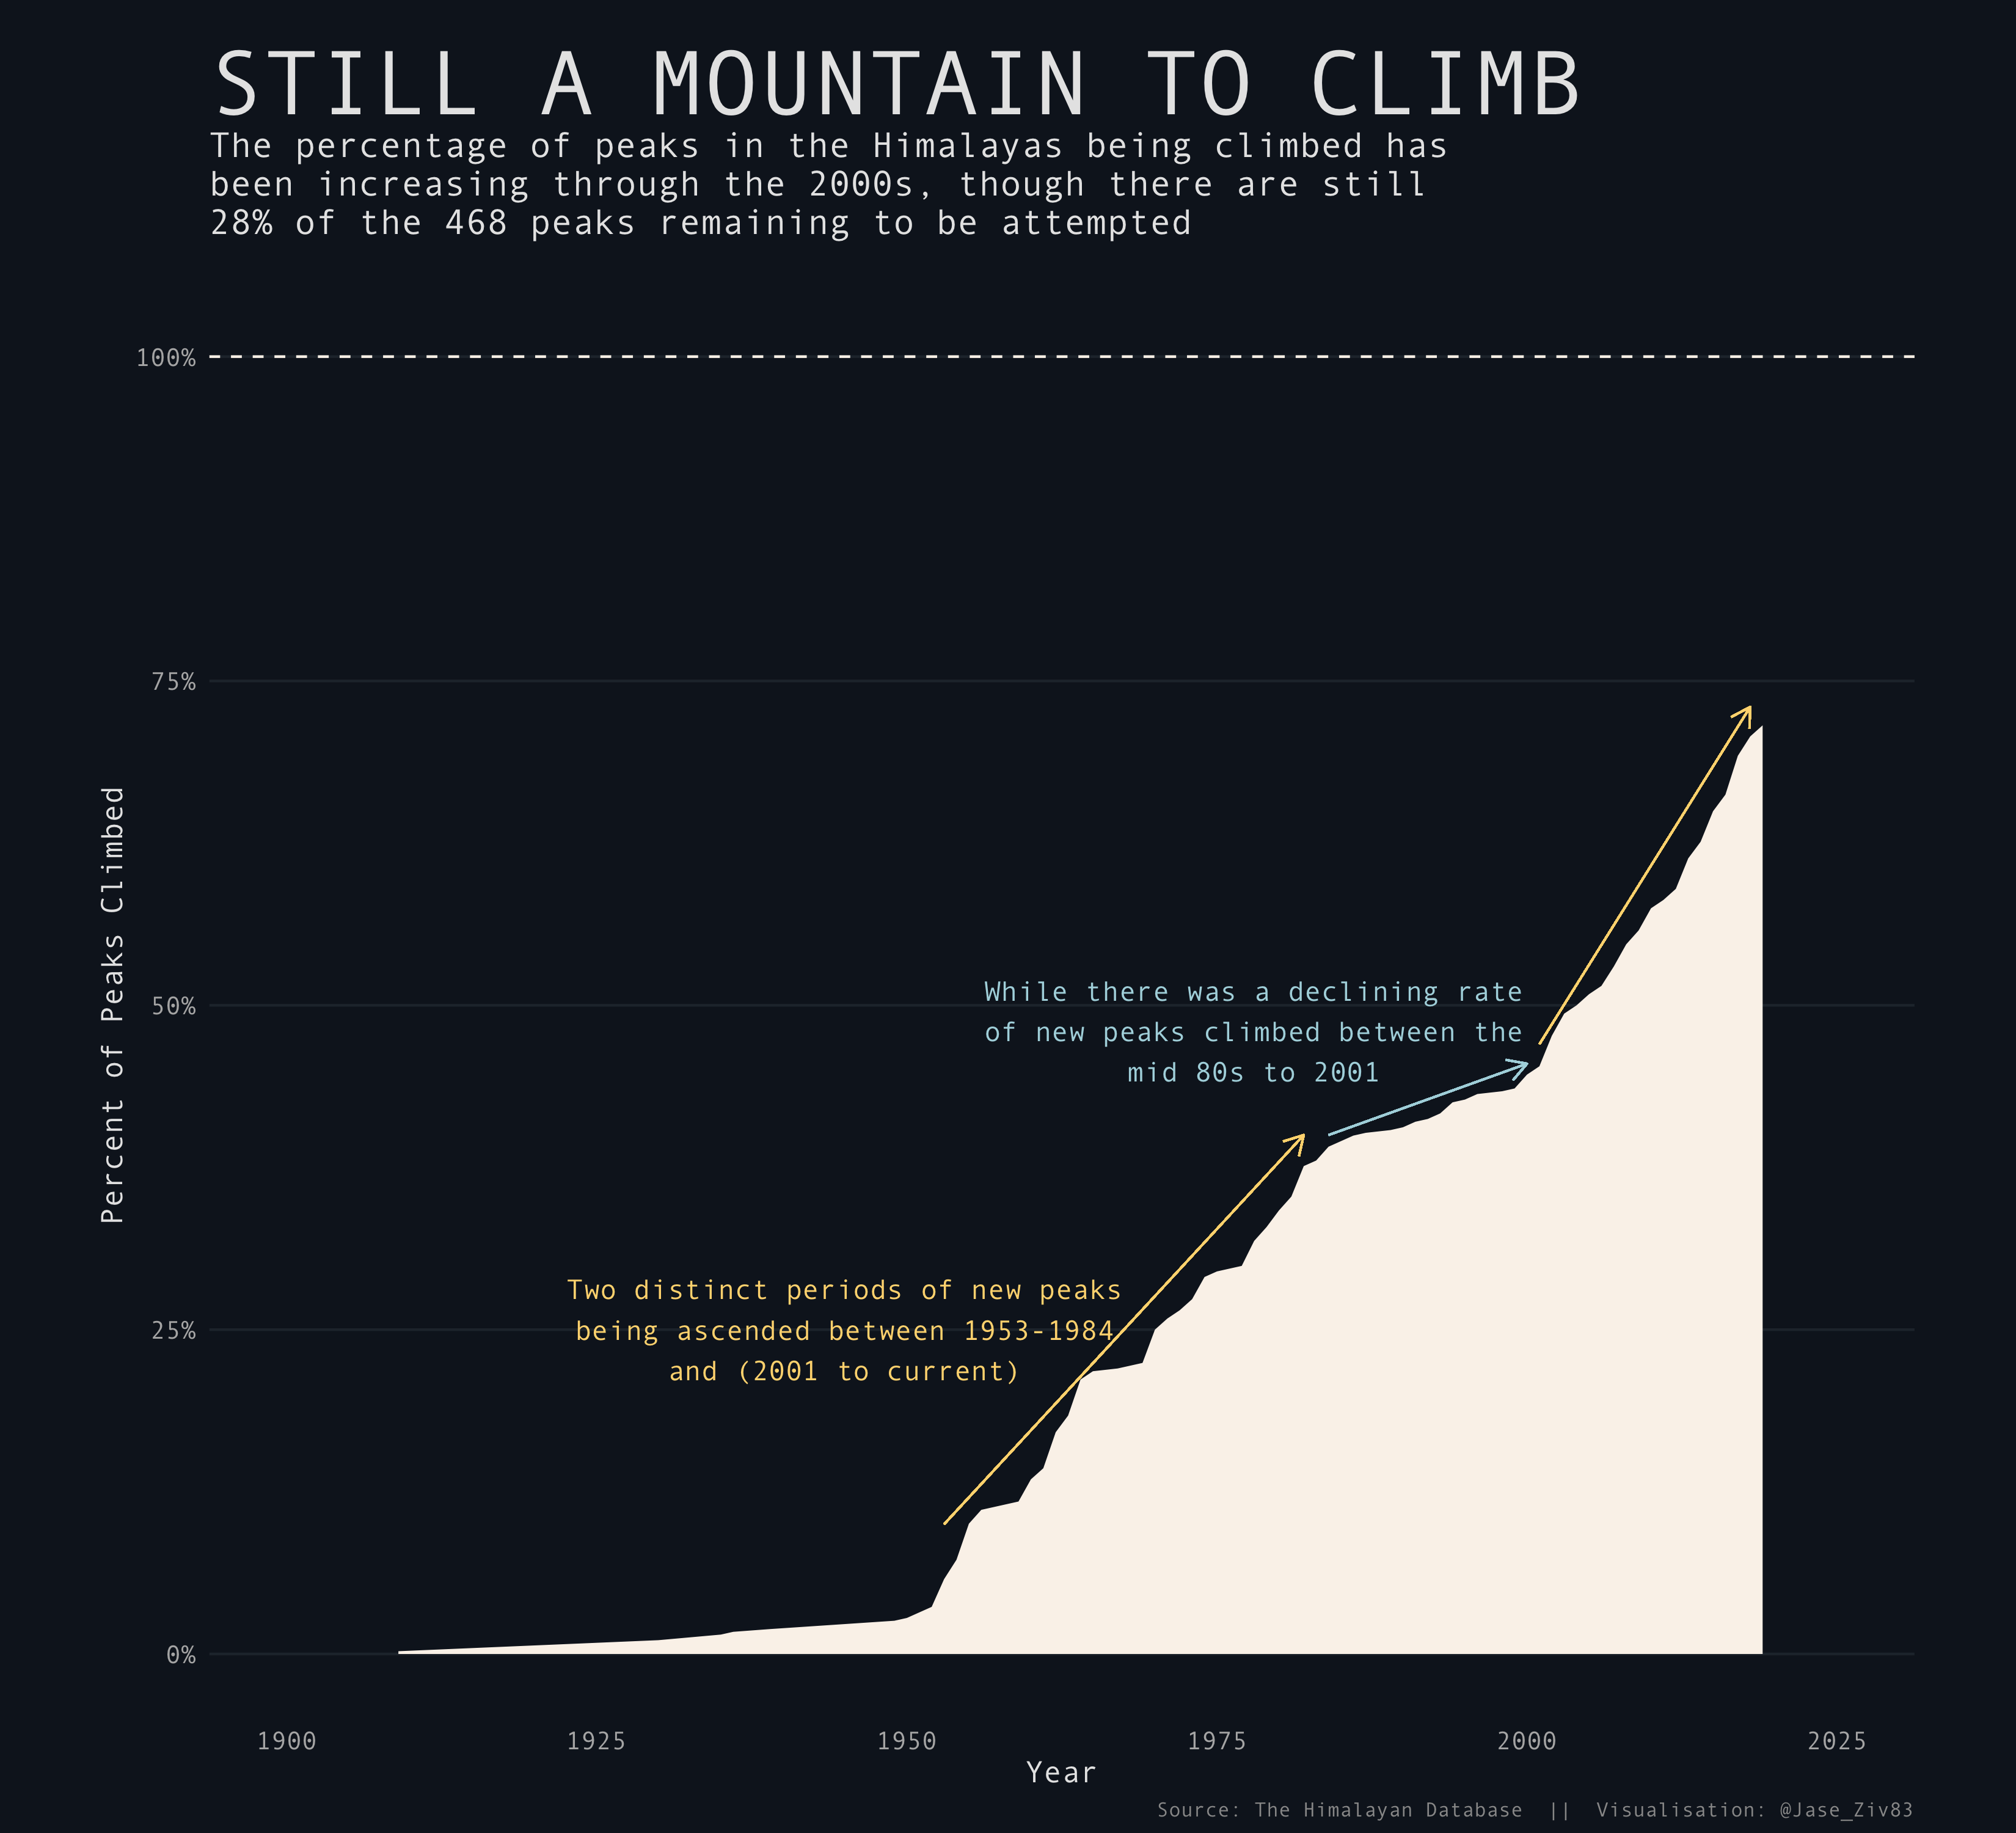 STILL A MOUNTAIN TO CLIMB
The percentage of peaks in the Himalayas being climbed has
been increasing through the 2000s, though there are still
28% of the 468 peaks remaining to be attempted
100%
75%
50%
25%
0%
Percent of Peaks Climbed
While there was a declining rate
of new peaks climbed between the
mid 80s to 2001
Two distinct periods of new peaks
being ascended between 1953-1984
and (2001 to current)
1900 1925 1950 1975 2000 2025
Year
Source: The Himalayan Database || Visualisation: @Jase_Ziv83